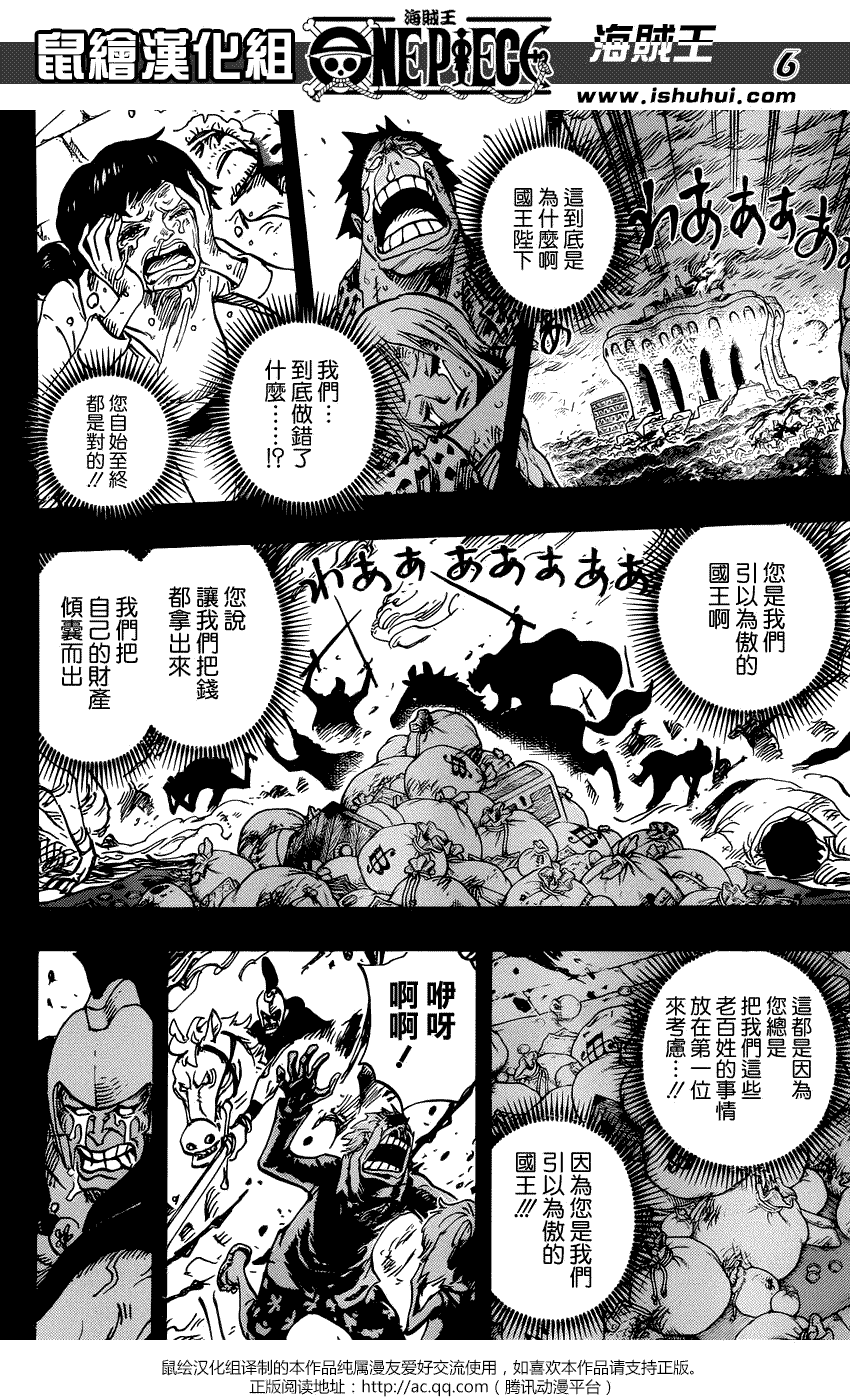 鼠繪漢化組
海賊王
ONE PIECE
海賊王
6
www.ishuhui.com
這到底是
為什麼啊
國王陛下
わあああぁ
我們…
到底做錯了
什麼……!?
您自始至終
都是對的!!
您是我們
引以為傲的
國王啊
わあああああああぁ
您說
讓我們把錢
都拿出來
我們把
自己的財產
傾囊而出
這都是因為
您總是
把我們這些
老百姓的事情
放在第一位
來考慮…!!
因為您是我們
引以為傲的
國王!!!
咿呀
啊啊!
鼠绘汉化组译制的本作品纯属漫友爱好交流使用，如喜欢本作品请支持正版。
正版阅读地址：http://ac.qq.com（腾讯动漫平台）